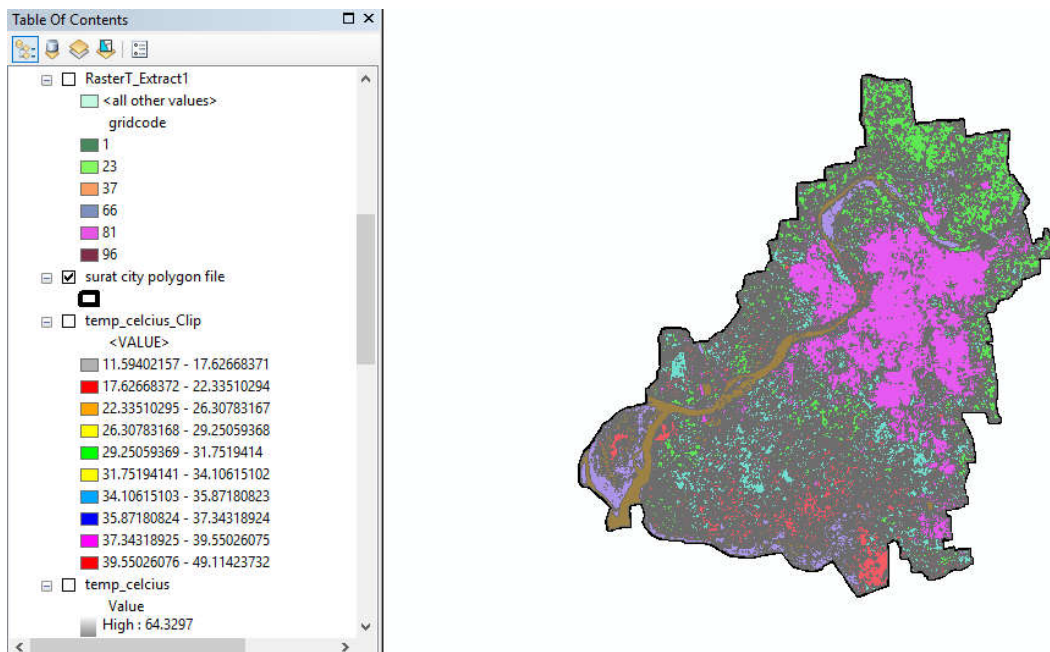 Table Of Contents
RasterT_Extract1
<all other values>
gridcode
1
23
37
66
81
96
surat city polygon file
temp_celcius_Clip
<VALUE>
11.59402157 - 17.62668371
17.62668372 - 22.33510294
22.33510295 - 26.30783167
26.30783168 - 29.25059368
29.25059369 - 31.7519414
31.75194141 - 34.10615102
34.10615103 - 35.87180823
35.87180824 - 37.34318924
37.34318925 - 39.55026075
39.55026076 - 49.11423732
temp_celcius
Value
High : 64.3297